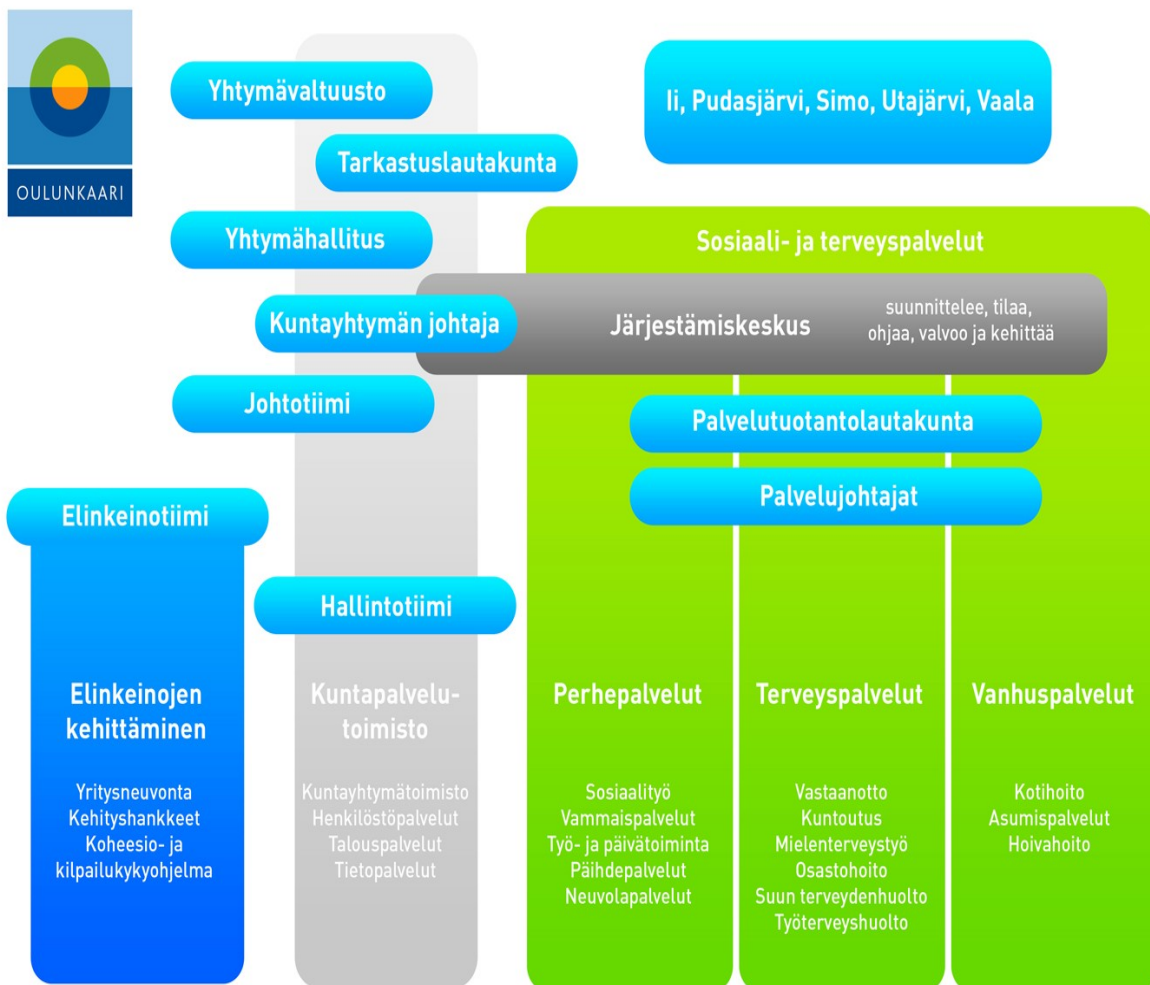 OULUNKAARI
Yhtymävaltuusto
Ii, Pudasjärvi, Simo, Utajärvi, Vaala
Tarkastuslautakunta
Yhtymähallitus
Sosiaali- ja terveyspalvelut
Kuntayhtymän johtaja
Järjestämiskeskus
suunnittelee, tilaa,
ohjaa, valvoo ja kehittää
Johtotiimi
Palvelutuotantolautakunta
Palvelujohtajat
Elinkeinotiimi
Hallintotiimi
Elinkeinojen
kehittäminen
Yritysneuvonta
Kehityshankkeet
Koheesio- ja
kilpailukykyohjelma
Kuntapalvelu-
toimisto
Kuntayhtymätoimisto
Henkilöstöpalvelut
Talouspalvelut
Tietopalvelut
Perhepalvelut
Sosiaalityö
Vammaispalvelut
Työ- ja päivätoiminta
Päihdepalvelut
Neuvolapalvelut
Terveyspalvelut
Vastaanotto
Kuntoutus
Mielenterveystyö
Osastohoito
Suun terveydenhuolto
Työterveyshuolto
Vanhuspalvelut
Kotihoito
Asumispalvelut
Hoivahoito